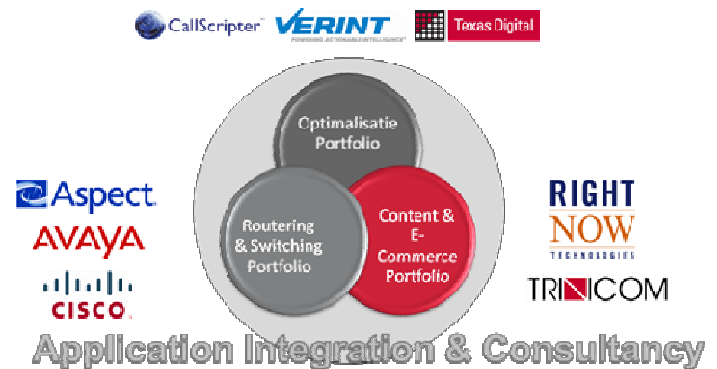 CallScripter™
VERINT
POWERING ACTIONABLE INTELLIGENCE
Texas Digital
Optimalisatie
Portfolio
Aspect
AVAYA
CISCO
Routering
& Switching
Portfolio
Content &
E-
Commerce
Portfolio
RIGHT
NOW
TECHNOLOGIES
TRINICOM
Application Integration & Consultancy